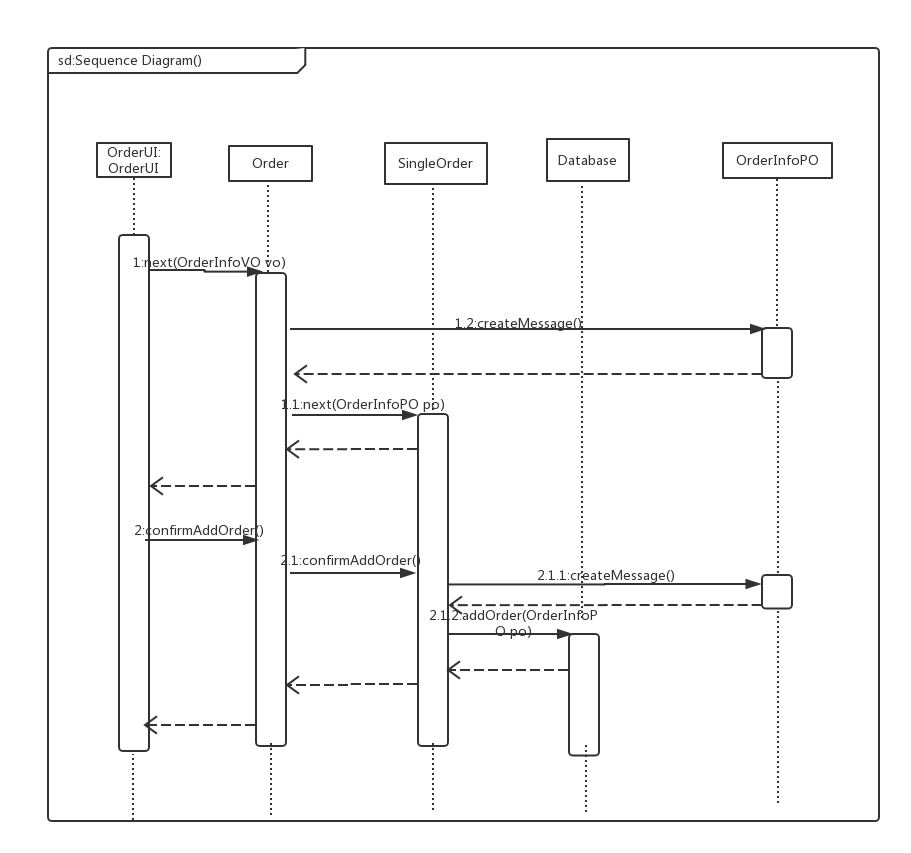 sd:Sequence Diagram()
OrderUI:
OrderUI
Order
SingleOrder
Database
OrderInfoPO
1:next(OrderInfoVO vo)
1.2:createMessage()
1.1:next(OrderInfoPO po)
2:confirmAddOrder()
2.1:confirmAddOrder()
2.1.1:createMessage()
2.1.2:addOrder(OrderInfoP
O po)